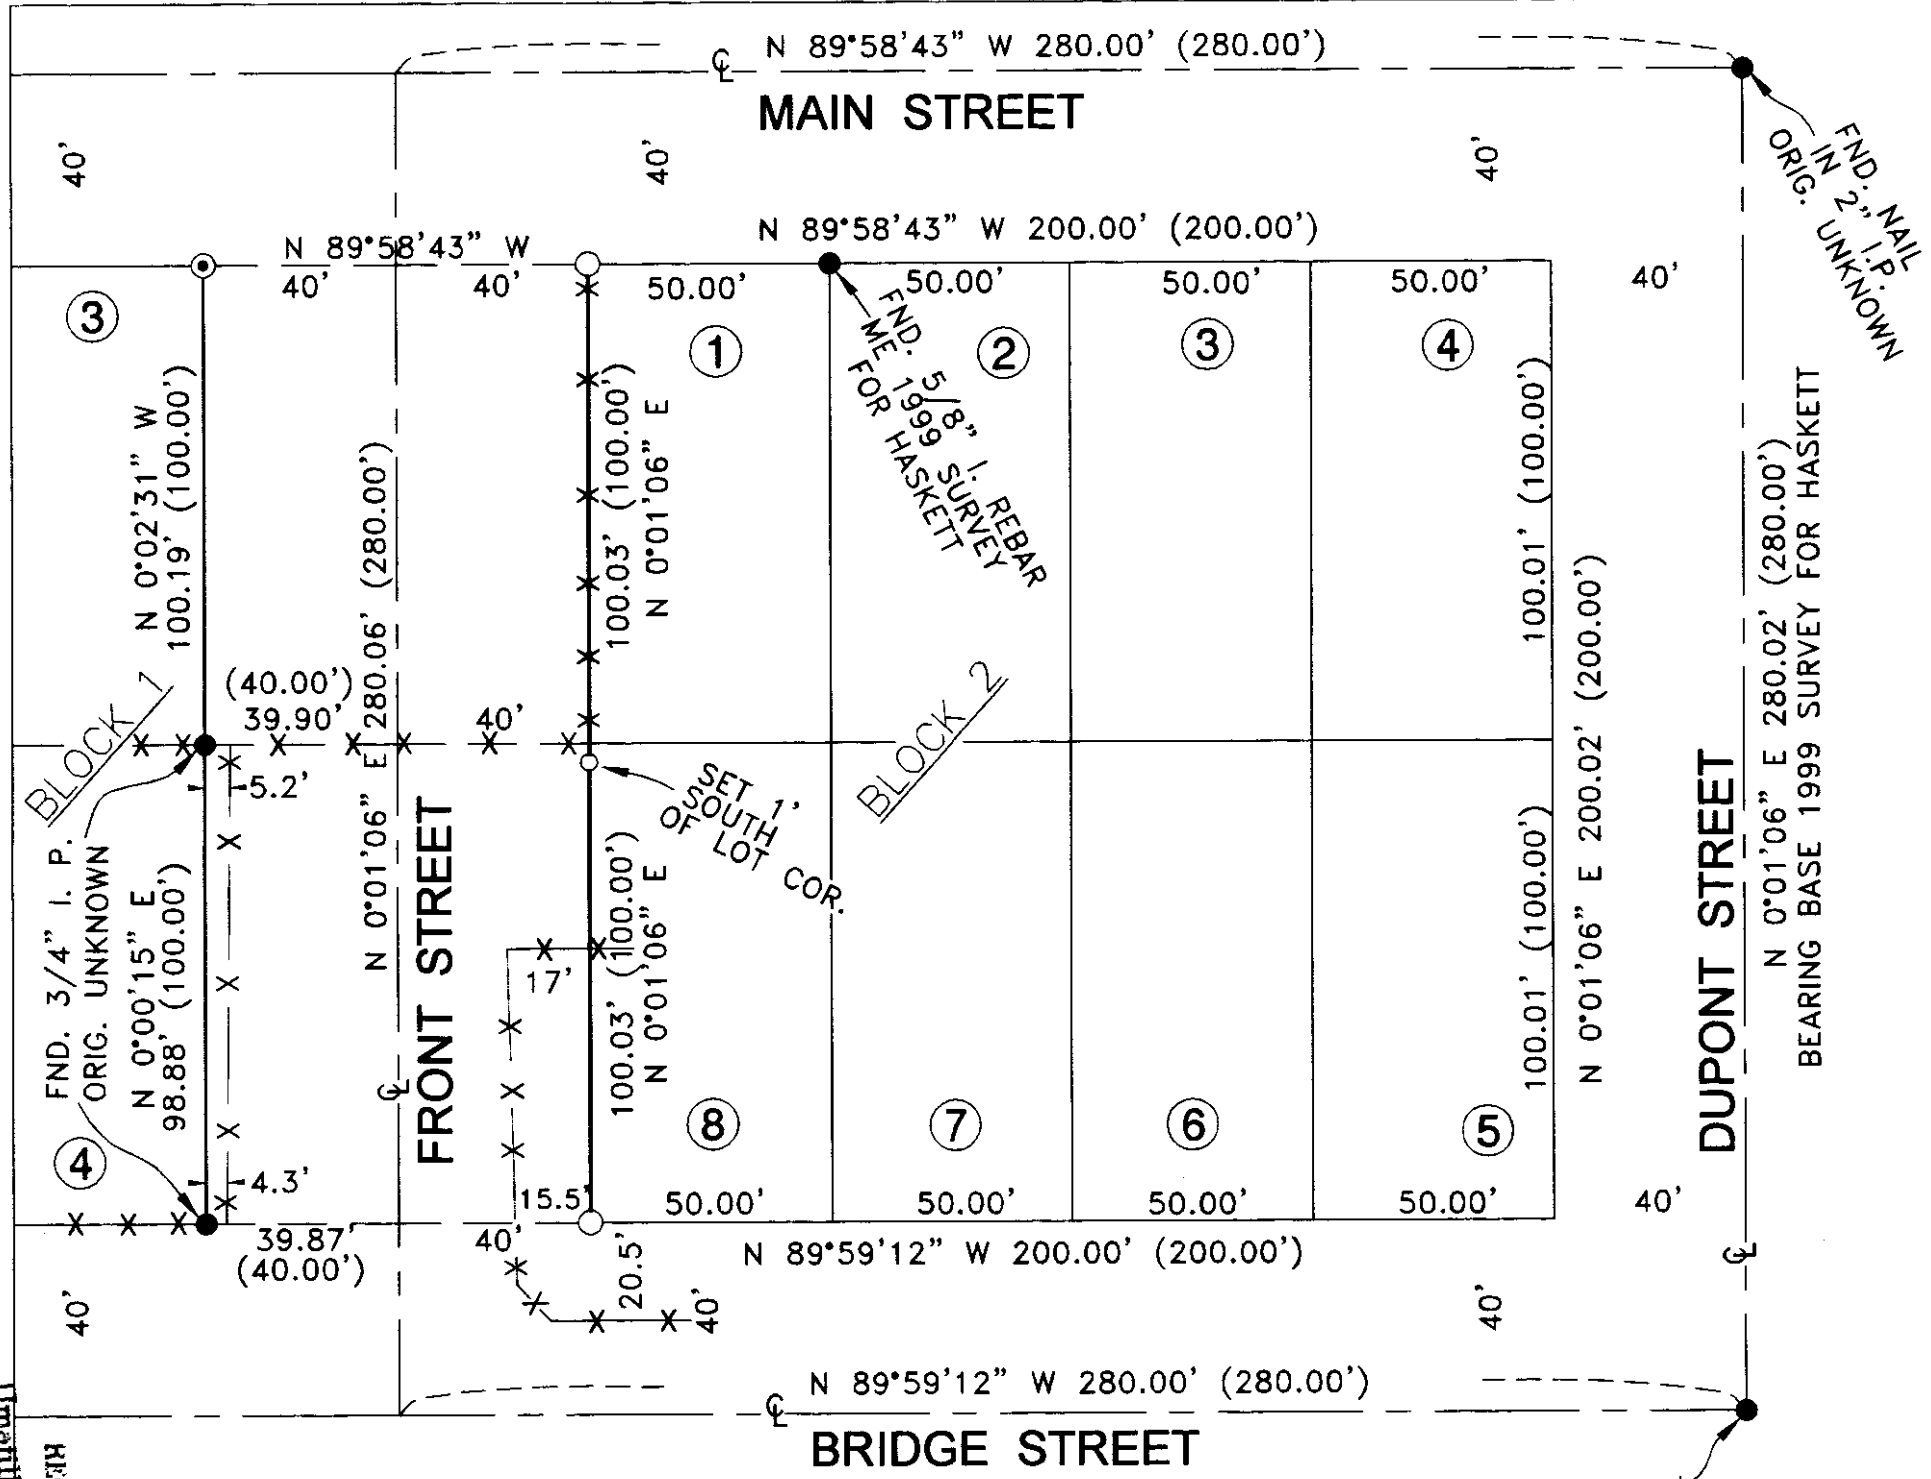 N 89°58'43" W 280.00' (280.00')
℄
MAIN STREET
40'
40'
40'
FND. NAIL
IN 2" I.P.
ORIG. UNKNOWN
N 89°58'43" W
N 89°58'43" W 200.00' (200.00')
40'
40'
50.00'
50.00'
50.00'
50.00'
40'
3
1
2
3
4
FND. 5/8" I. REBAR
ME 1999 SURVEY
FOR HASKETT
N 0°02'31" W
100.19' (100.00')
N 0°01'06" E 280.06' (280.00')
100.03' (100.00')
N 0°01'06" E
100.01' (100.00')
N 0°01'06" E 200.02' (200.00')
N 0°01'06" E 280.02' (280.00')
BEARING BASE 1999 SURVEY FOR HASKETT
BLOCK 1
(40.00')
39.90'
40'
5.2'
BLOCK 2
SET 1'
SOUTH
OF LOT COR.
FND. 3/4" I. P.
ORIG. UNKNOWN
N 0°00'15" E
98.88' (100.00')
℄
FRONT STREET
17'
100.03' (100.00')
N 0°01'06" E
100.01' (100.00')
DUPONT STREET
4
4.3'
8
7
6
5
15.5'
50.00'
50.00'
50.00'
50.00'
40'
39.87'
(40.00')
40'
N 89°59'12" W 200.00' (200.00')
℄
40'
20.5'
40'
40'
N 89°59'12" W 280.00' (280.00')
℄
BRIDGE STREET